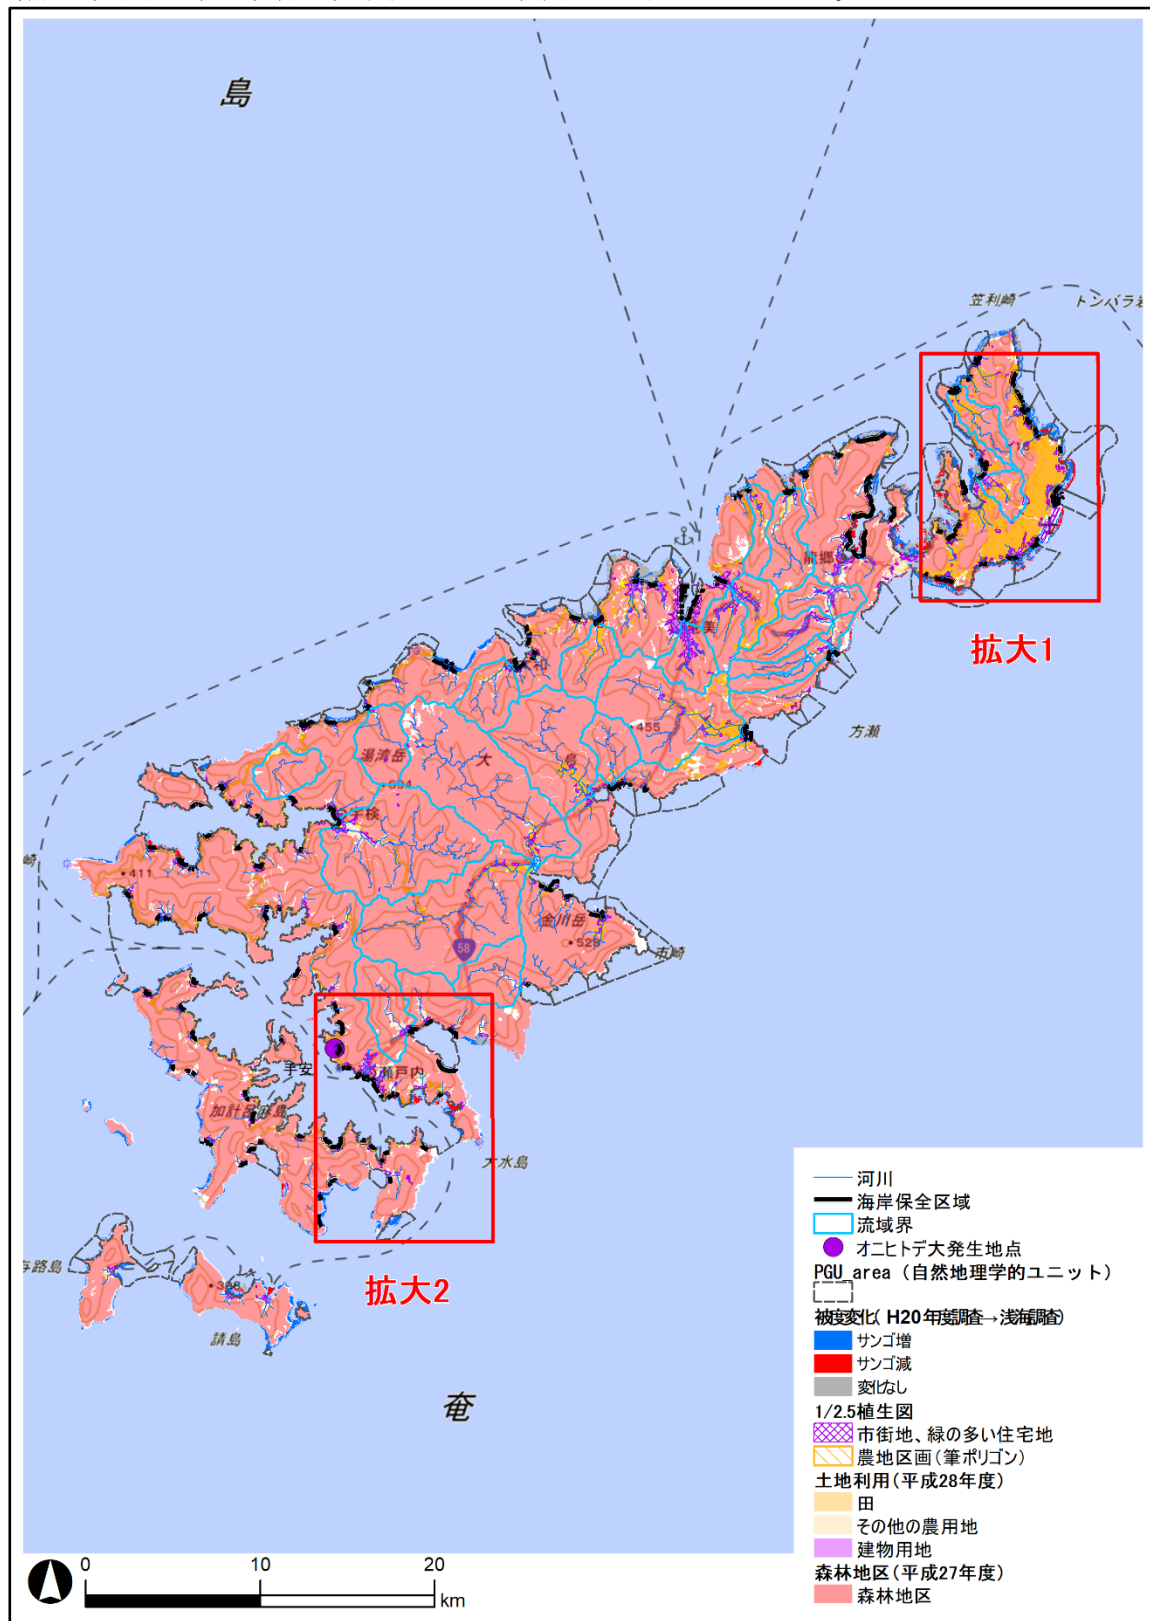 島
笠利崎
トンバラ岩
拡大1
龍郷
美
方瀬
455
大
島
湯湾岳
694
宇検
崎
411
金川岳
529
58
市崎
手安
瀬戸内
加計呂麻島
大水島
与路島
398
請島
拡大2
奄
河川
海岸保全区域
流域界
オニヒトデ大発生地点
PGU_area（自然地理学的ユニット）
被度変化（H20年度調査→浅海調査）
サンゴ増
サンゴ減
変化なし
1/2.5植生図
市街地、緑の多い住宅地
農地区画（筆ポリゴン）
土地利用（平成28年度）
田
その他の農用地
建物用地
森林地区（平成27年度）
森林地区
0 10 20
km